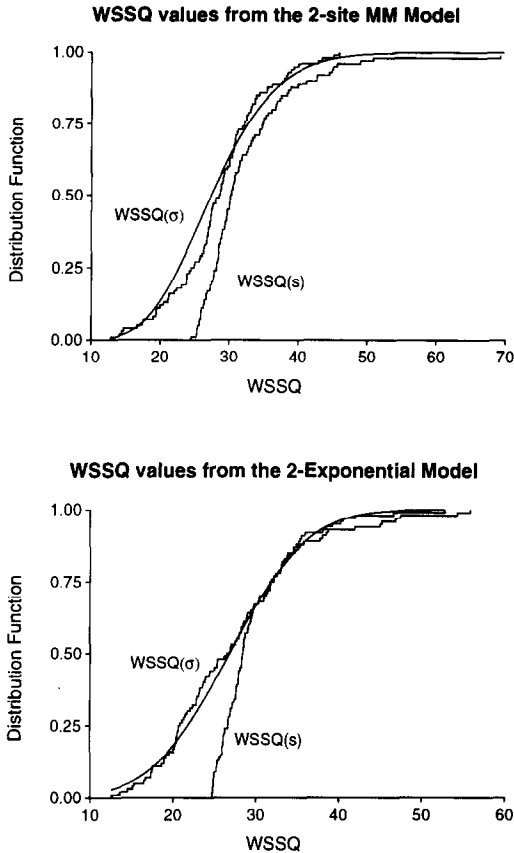 WSSQ values from the 2-site MM Model
1.00
0.75
0.50
0.25
0.00
Distribution Function
WSSQ(σ)
WSSQ(s)
10 20 30 40 50 60 70
WSSQ
WSSQ values from the 2-Exponential Model
1.00
0.75
0.50
0.25
0.00
Distribution Function
WSSQ(σ)
WSSQ(s)
10 20 30 40 50 60
WSSQ